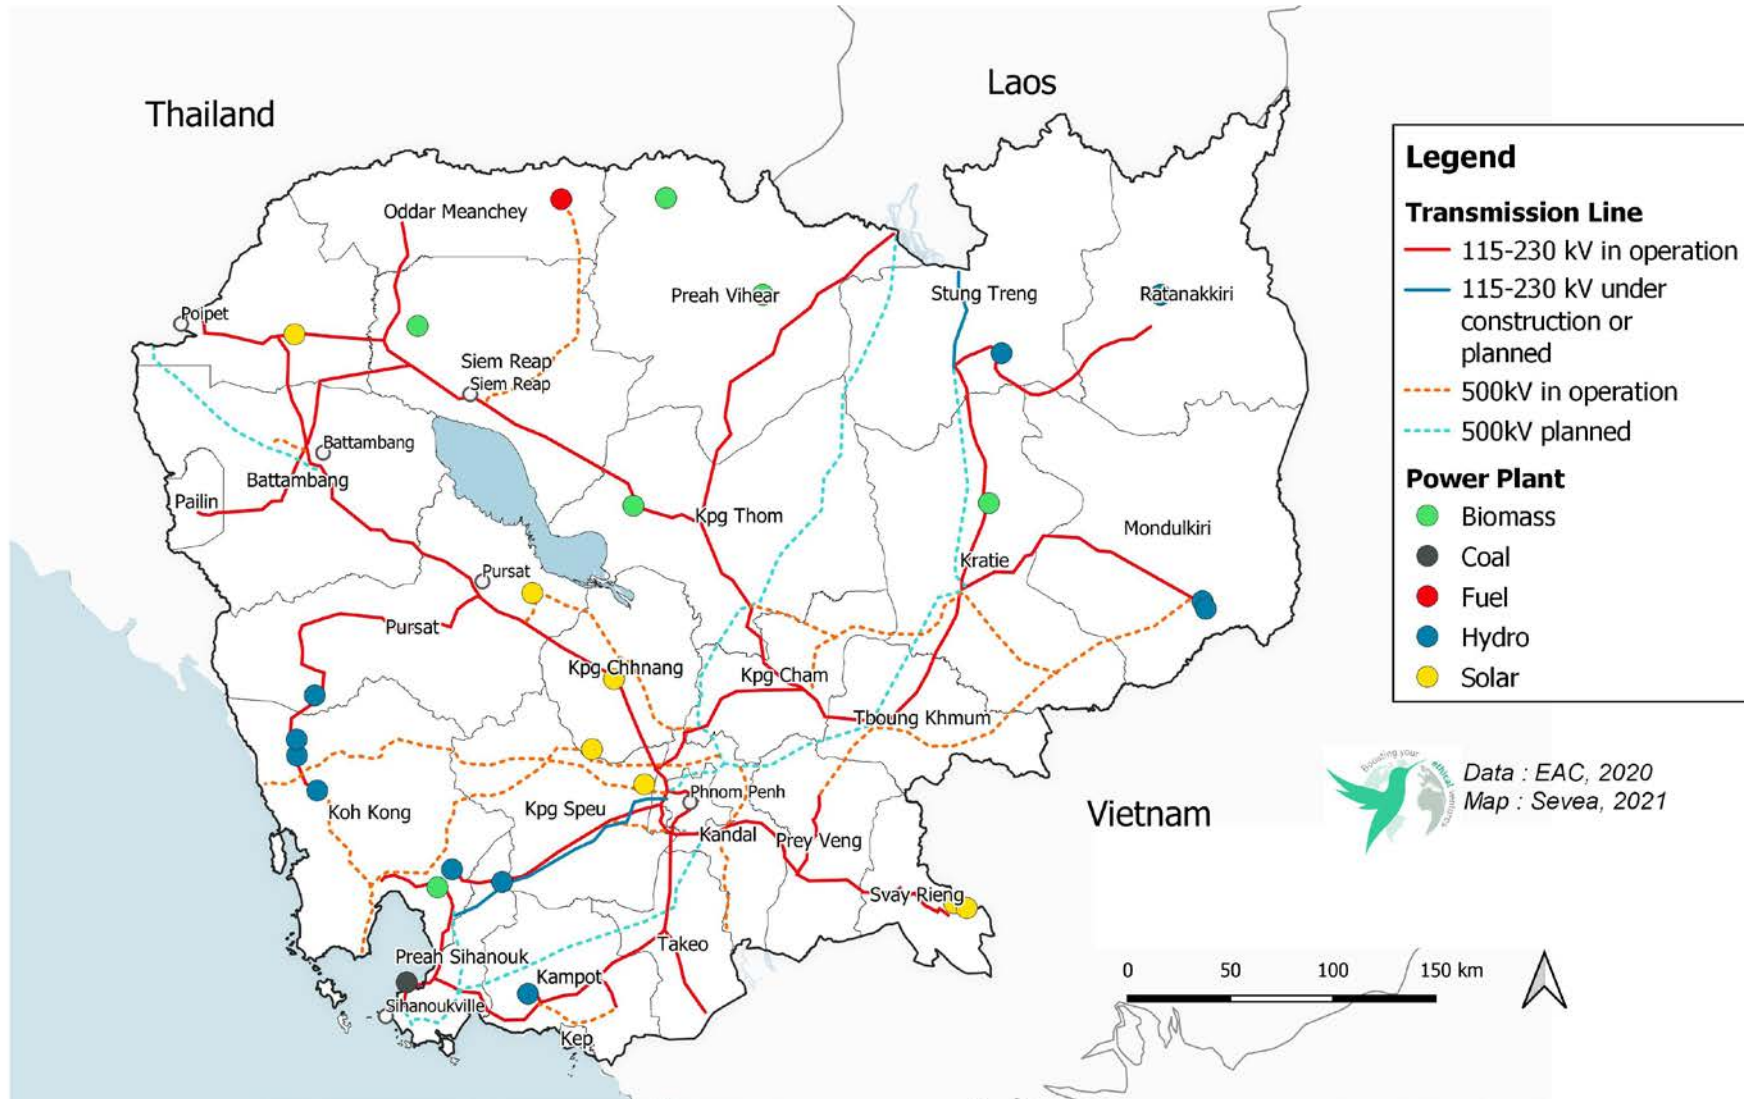 Thailand
Laos
Oddar Meanchey
Preah Vihear
Stung Treng
Ratanakkiri
Poipet
Siem Reap
Siem Reap
Battambang
Battambang
Pailin
Kpg Thom
Mondulkiri
Kratie
Pursat
Pursat
Kpg Chhnang
Kpg Cham
Tboung Khmum
Phnom Penh
Kpg Speu
Koh Kong
Kandal
Prey Veng
Svay Rieng
Vietnam
Takeo
Preah Sihanouk
Kampot
Sihanoukville
Kep
Legend
Transmission Line
115-230 kV in operation
115-230 kV under
construction or
planned
500kV in operation
500kV planned
Power Plant
Biomass
Coal
Fuel
Hydro
Solar
Boosting your
ethical ventures
Data : EAC, 2020
Map : Sevea, 2021
0 50 100 150 km